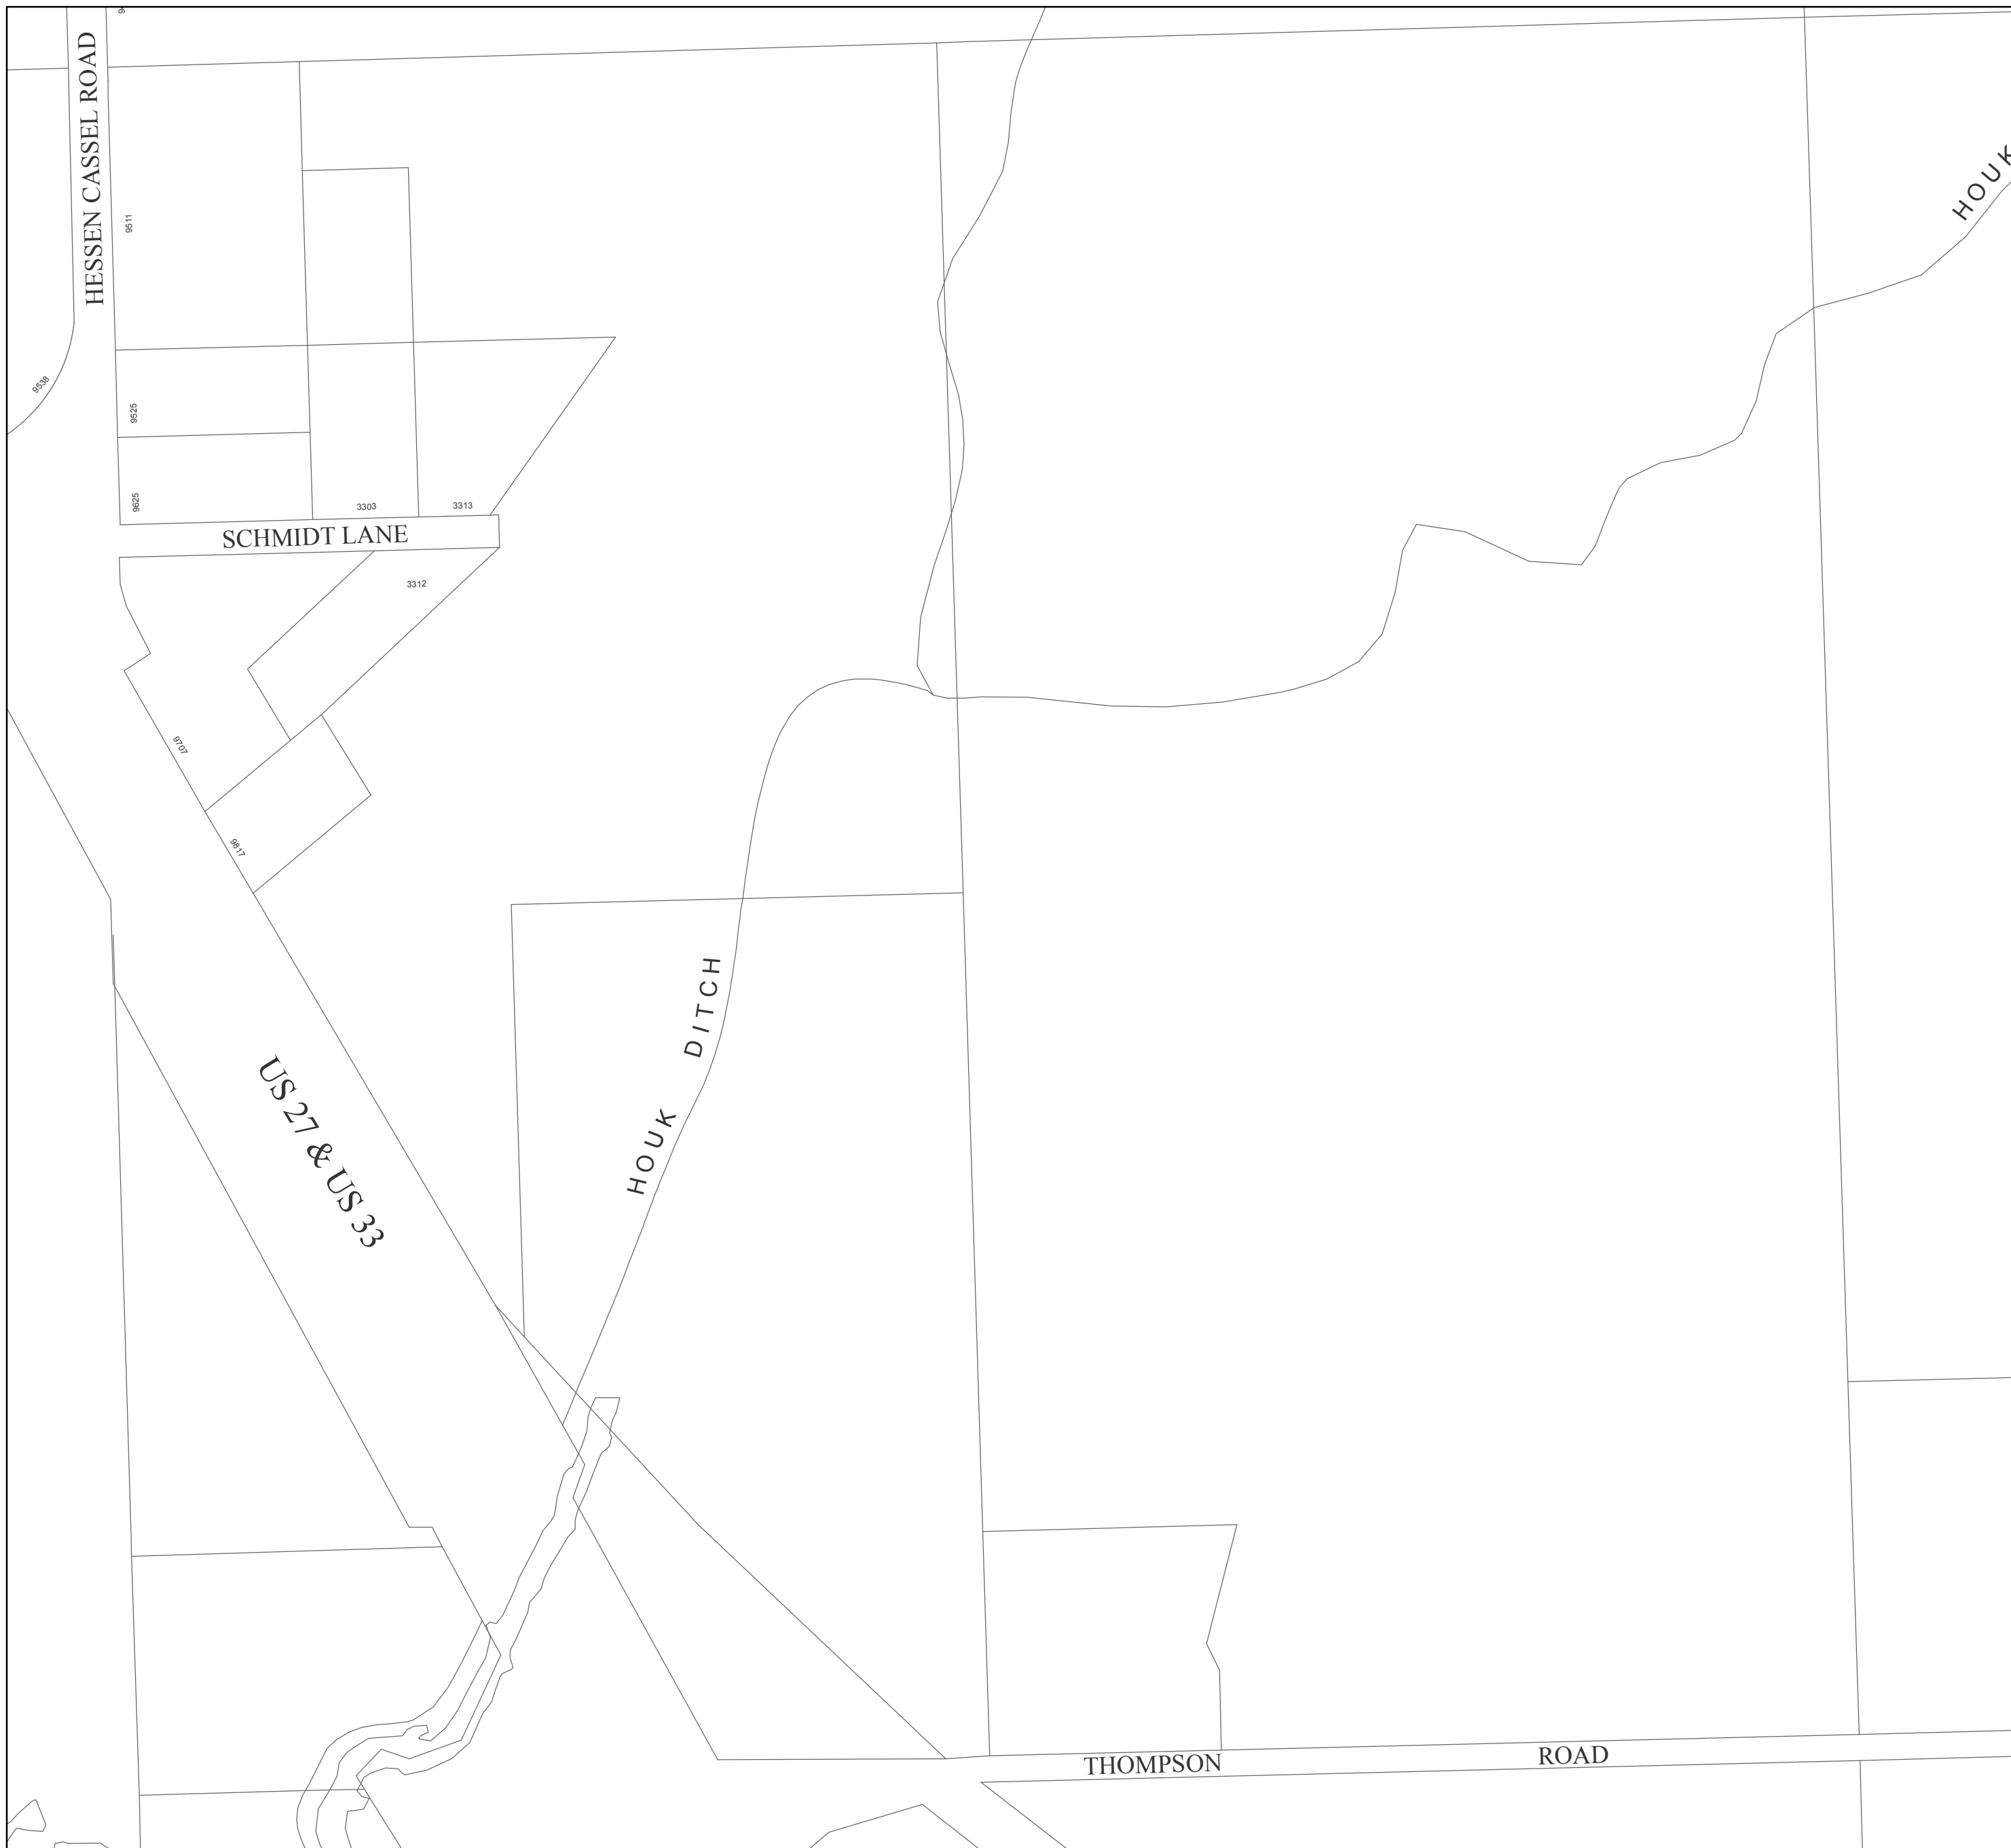 HESSEN CASSEL ROAD
HOUK
9511
9538
9525
9625
3303
3313
SCHMIDT LANE
3312
9707
9817
HOUK DITCH
US 27 & US 33
THOMPSON ROAD